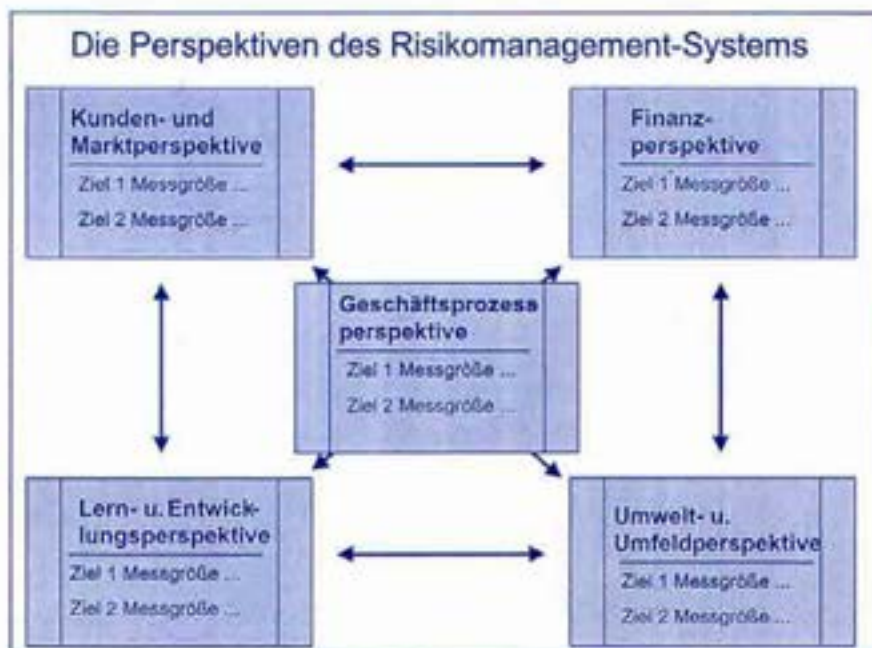 Die Perspektiven des Risikomanagement-Systems
Kunden- und
Marktperspektive
Ziel 1 Messgröße ...
Ziel 2 Messgröße ...
Finanz-
perspektive
Ziel 1 Messgröße ...
Ziel 2 Messgröße ...
Geschäftsprozess
perspektive
Ziel 1 Messgröße ...
Ziel 2 Messgröße ...
Lern- u. Entwick-
lungsperspektive
Ziel 1 Messgröße ...
Ziel 2 Messgröße ...
Umwelt- u.
Umfeldperspektive
Ziel 1 Messgröße ...
Ziel 2 Messgröße ...